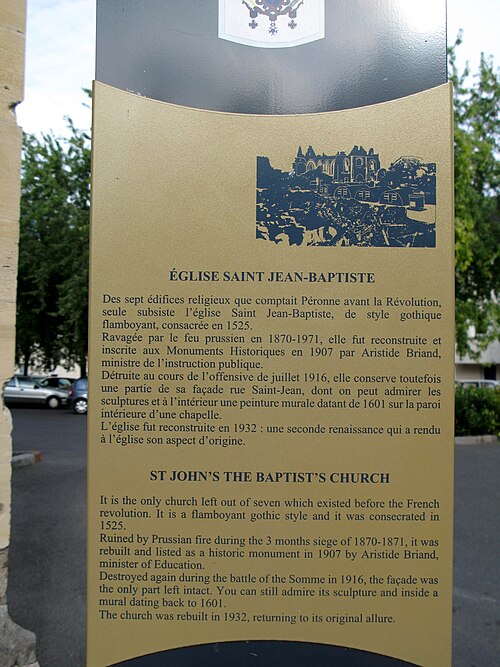 ÉGLISE SAINT JEAN-BAPTISTE
Des sept édifices religieux que comptait Péronne avant la Révolution,
seule subsiste l'église Saint Jean-Baptiste, de style gothique
flamboyant, consacrée en 1525.
Ravagée par le feu prussien en 1870-1971, elle fut reconstruite et
inscrite aux Monuments Historiques en 1907 par Aristide Briand,
ministre de l'instruction publique.
Détruite au cours de l'offensive de juillet 1916, elle conserve toutefois
une partie de sa façade rue Saint-Jean, dont on peut admirer les
sculptures et à l'intérieur une peinture murale datant de 1601 sur la paroi
intérieure d'une chapelle.
L'église fut reconstruite en 1932 : une seconde renaissance qui a rendu
à l'église son aspect d'origine.
ST JOHN'S THE BAPTIST'S CHURCH
It is the only church left out of seven which existed before the French
revolution. It is a flamboyant gothic style and it was consecrated in
1525.
Ruined by Prussian fire during the 3 months siege of 1870-1871, it was
rebuilt and listed as a historic monument in 1907 by Aristide Briand,
minister of Education.
Destroyed again during the battle of the Somme in 1916, the façade was
the only part left intact. You can still admire its sculpture and inside a
mural dating back to 1601.
The church was rebuilt in 1932, returning to its original allure.